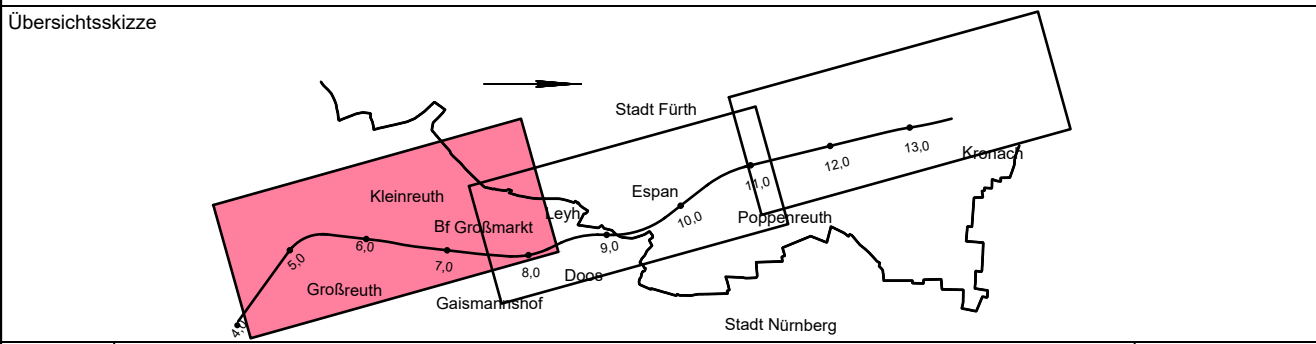 Übersichtsskizze
Stadt Fürth
Kronach
Kleinreuth
Espan
Leyh
Poppenreuth
Bf Großmarkt
Doos
Großreuth
Gaismannshof
Stadt Nürnberg
4,0
5,0
6,0
7,0
8,0
9,0
10,0
11,0
12,0
13,0